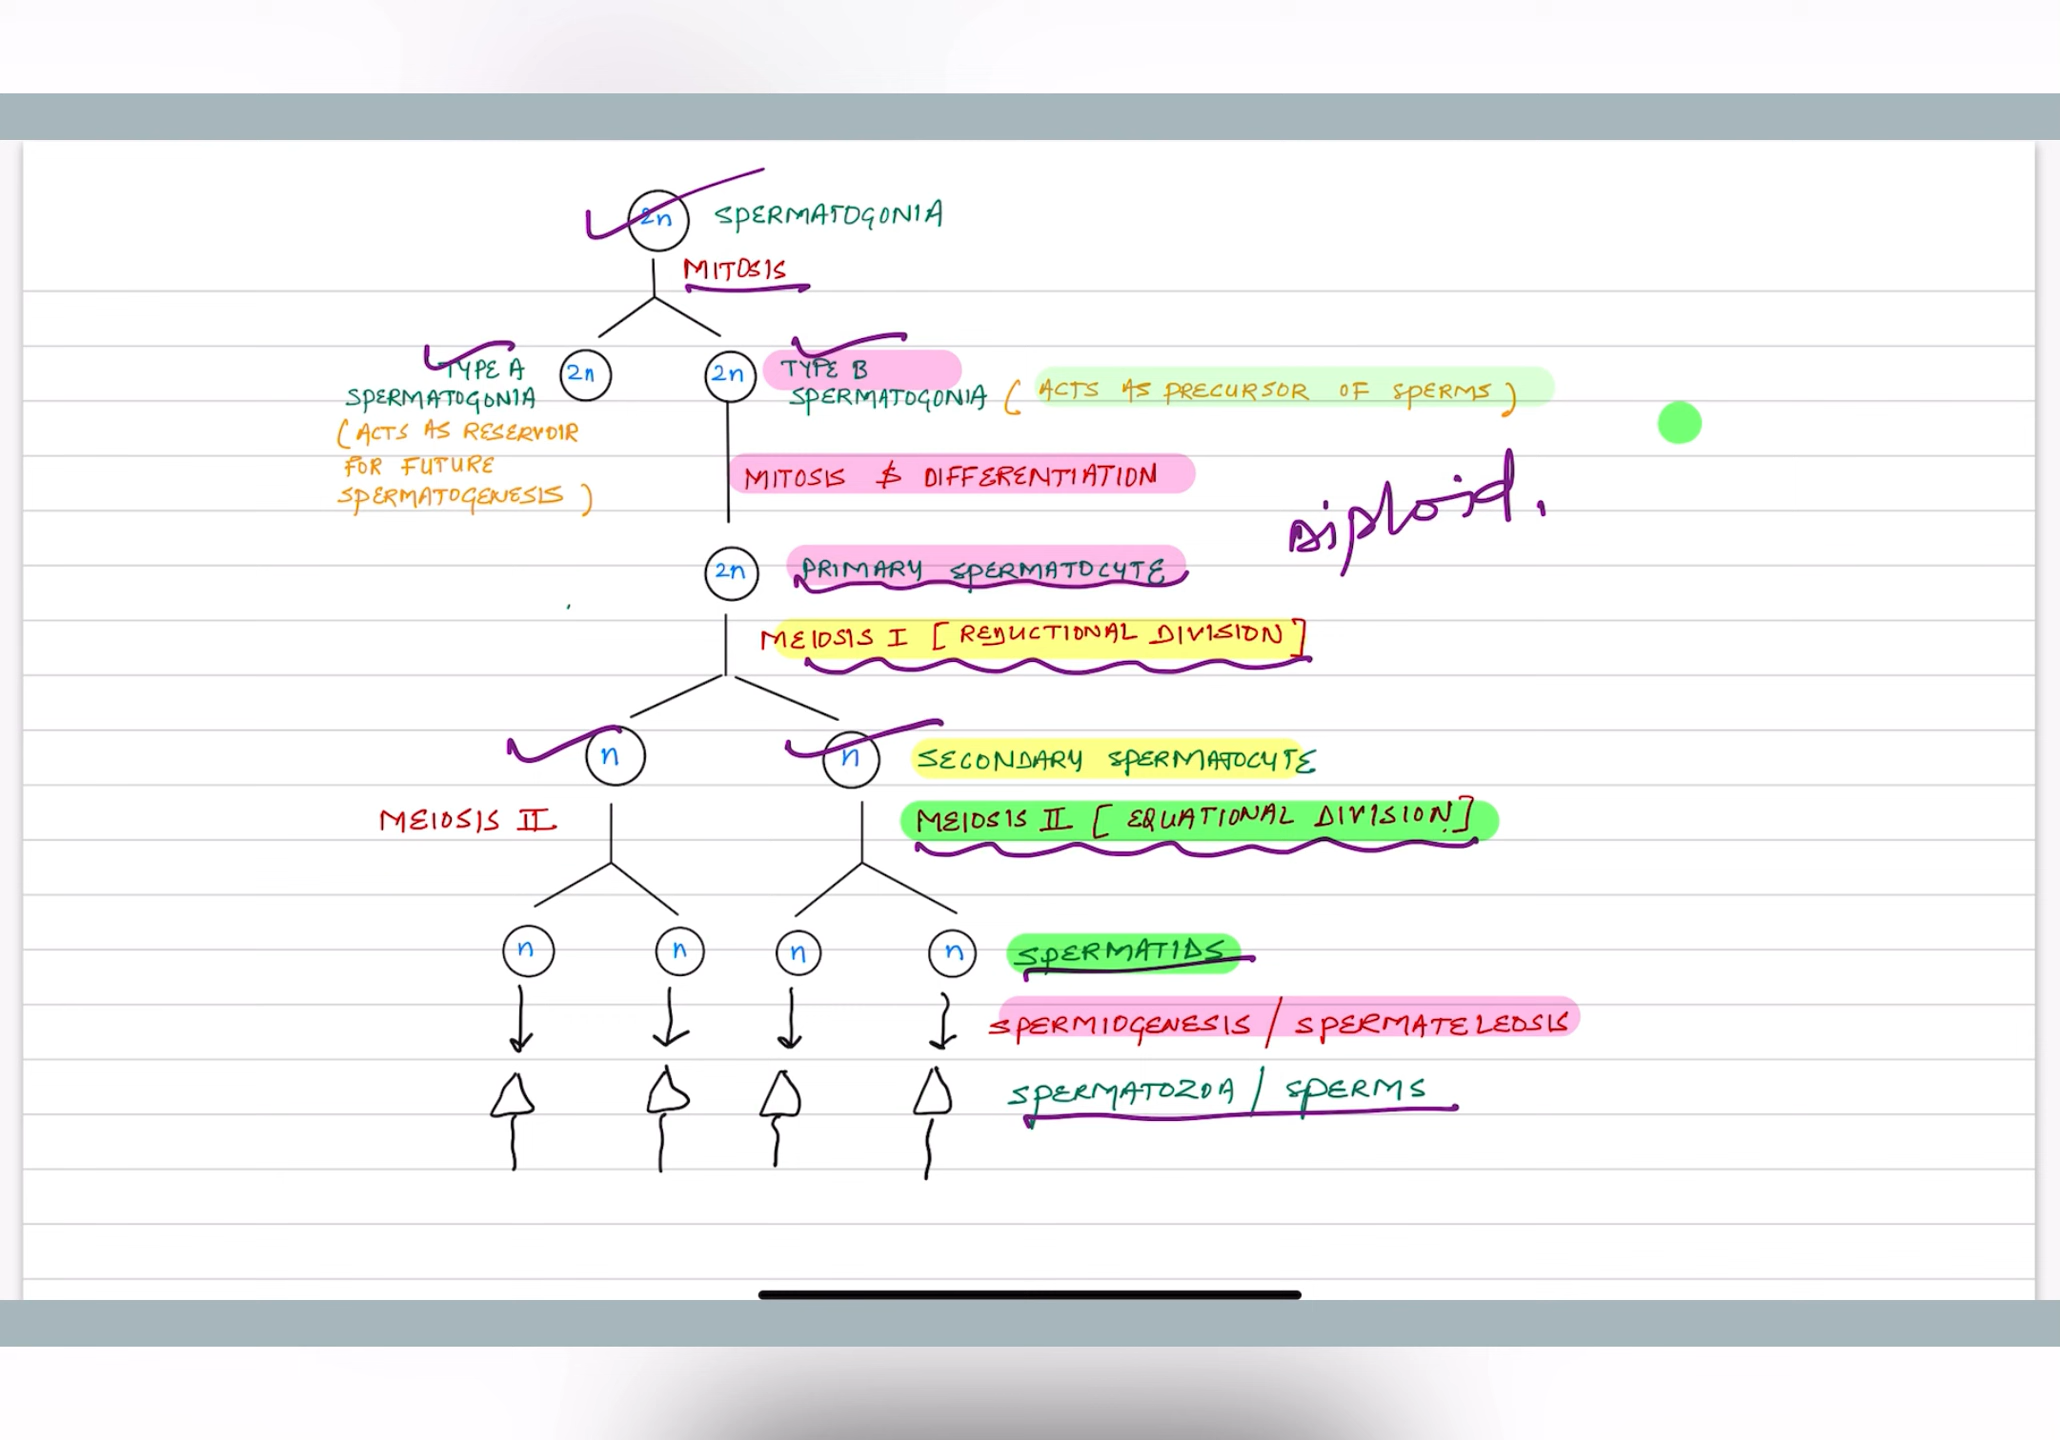 2n SPERMATOGONIA
MITOSIS
TYPE A
SPERMATOGONIA
(ACTS AS RESERVOIR
FOR FUTURE
SPERMATOGENESIS)
2n
2n
TYPE B
SPERMATOGONIA (ACTS AS PRECURSOR OF SPERMS)
MITOSIS & DIFFERENTIATION
Diploid.
2n PRIMARY SPERMATOCYTE
MEIOSIS I [REDUCTIONAL DIVISION]
n n SECONDARY SPERMATOCYTE
MEIOSIS II MEIOSIS II [EQUATIONAL DIVISION]
n n n n SPERMATIDS
SPERMIOGENESIS / SPERMATELEOSIS
SPERMATOZOA / SPERMS